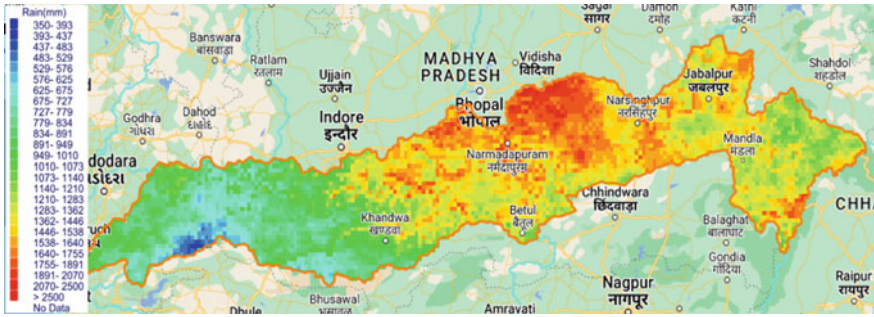 Rain(mm)
350- 393
393-437
437- 483
483- 529
529- 576
576- 625
625- 675
675- 727
727- 779
779- 834
834- 891
891- 949
949- 1010
1010- 1073
1073- 1140
1140- 1210
1210- 1283
1283- 1362
1362- 1446
1446- 1538
1538- 1640
1640- 1755
1755- 1891
1891- 2070
2070- 2500
> 2500
No Data
Banswara
बांसवाड़ा
Ratlam
रतलाम
Godhra
Dahod
Ujjain
उज्जैन
Indore
इन्दौर
MADHYA
PRADESH
Vidisha
विदिशा
Bhopal
भोपाल
सागर
Damoh
दमोह
कटनी
Shahdol
शहडोल
Jabalpur
जबलपुर
Narsinghpur
नरसिंहपुर
Narmadapuram
नर्मदापुरम
Mandla
मंडला
dodara
Khandwa
खण्डवा
Betul
बैतूल
Chhindwara
छिंदवाड़ा
Balaghat
बालाघाट
CHHA
Gondia
गोंदिया
Nagpur
नागपूर
Raipur
रायपुर
Bhusawal
Dhule
Amravati